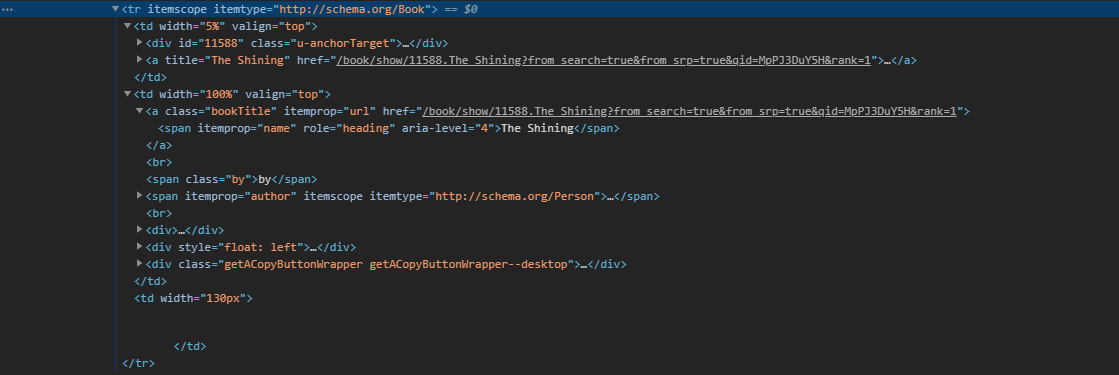 … ▼<tr itemscope itemtype="http://schema.org/Book"> == $0
▼<td width="5%" valign="top">
▶<div id="11588" class="u-anchorTarget">…</div>
▶<a title="The Shining" href="/book/show/11588.The_Shining?from_search=true&from_srp=true&qid=MpPJ3DuY5H&rank=1">…</a>
</td>
▼<td width="100%" valign="top">
▼<a class="bookTitle" itemprop="url" href="/book/show/11588.The_Shining?from_search=true&from_srp=true&qid=MpPJ3DuY5H&rank=1">
<span itemprop="name" role="heading" aria-level="4">The Shining</span>
</a>
<br>
<span class="by">by</span>
▶<span itemprop="author" itemscope itemtype="http://schema.org/Person">…</span>
<br>
▶<div>…</div>
▶<div style="float: left">…</div>
▶<div class="getACopyButtonWrapper getACopyButtonWrapper--desktop">…</div>
</td>
<td width="130px">
</td>
</tr>